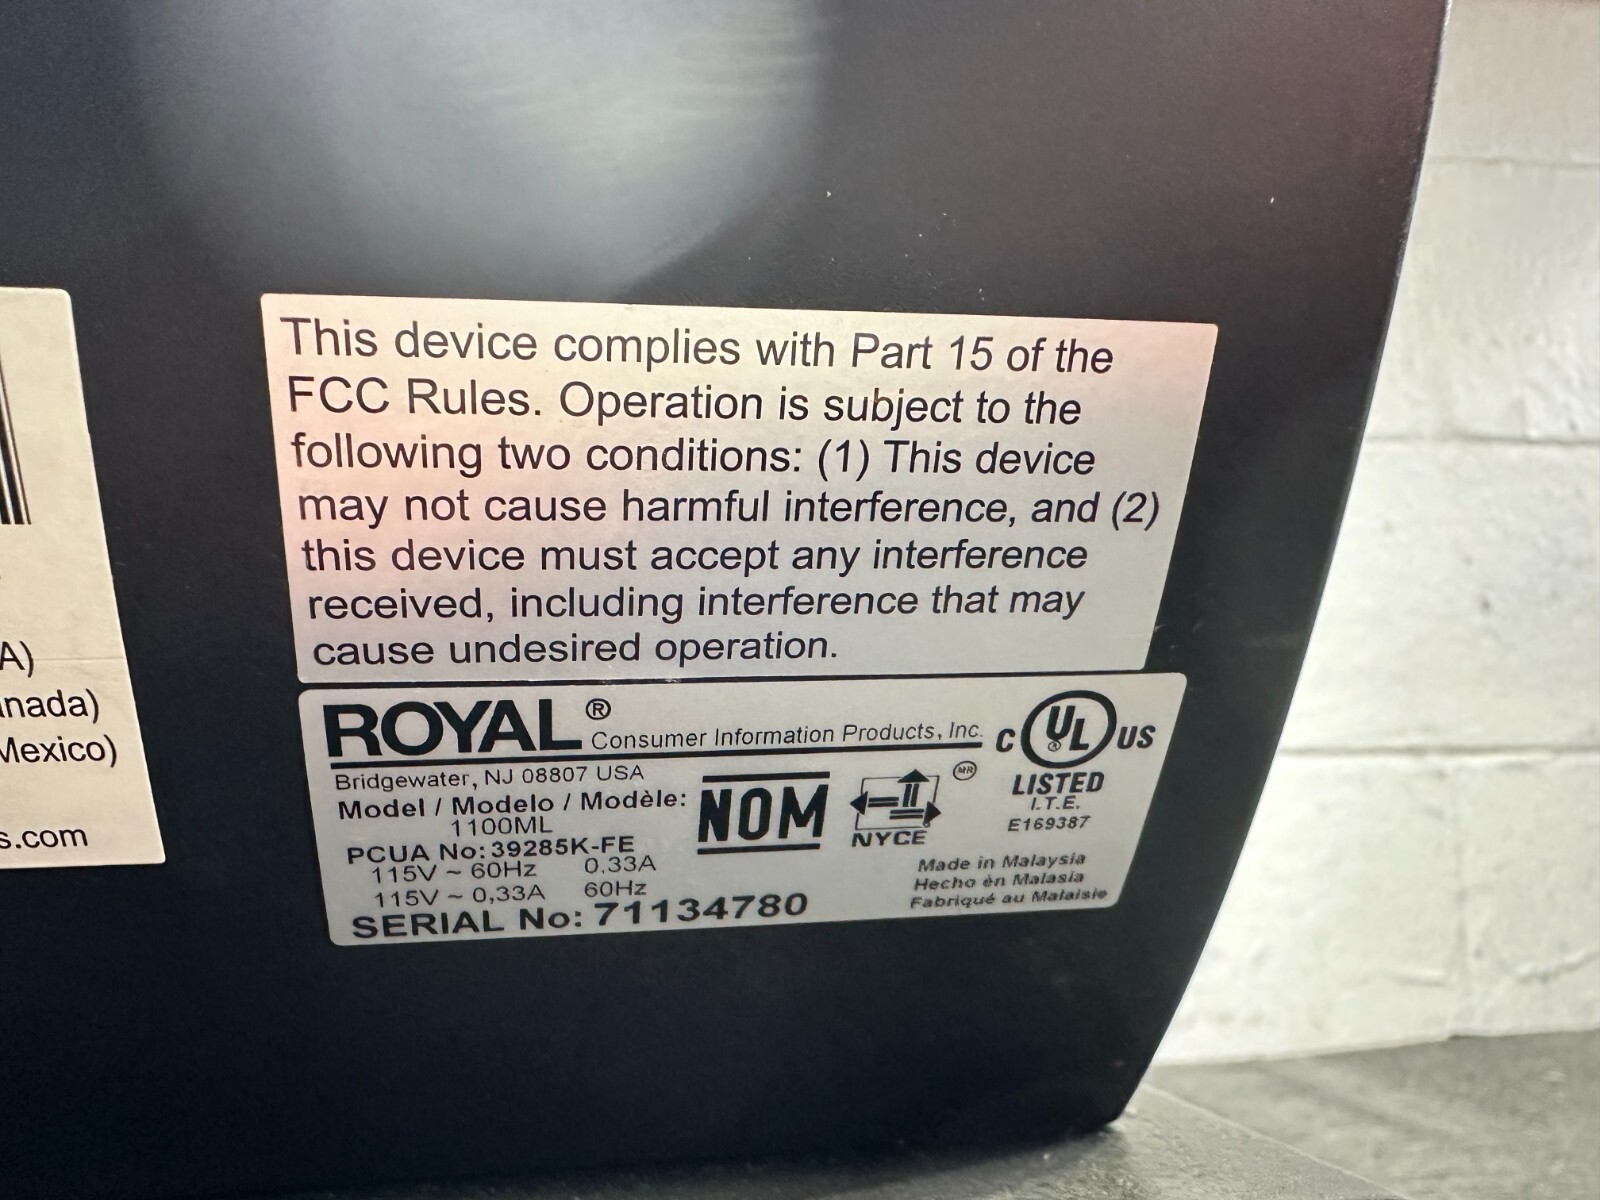 This device complies with Part 15 of the
FCC Rules. Operation is subject to the
following two conditions: (1) This device
may not cause harmful interference, and (2)
this device must accept any interference
received, including interference that may
cause undesired operation.
A)
nada)
Mexico)
s.com
ROYAL®
Consumer Information Products, Inc.
Bridgewater, NJ 08807 USA
Model / Modelo / Modèle:
1100ML
PCUA No: 39285K-FE
115V ~ 60Hz 0.33A
115V ~ 0,33A 60Hz
SERIAL No: 71134780
NOM
NYCE
MR
C UL® US
LISTED
I.T.E.
E169387
Made in Malaysia
Hecho en Malasia
Fabriqué au Malaisie